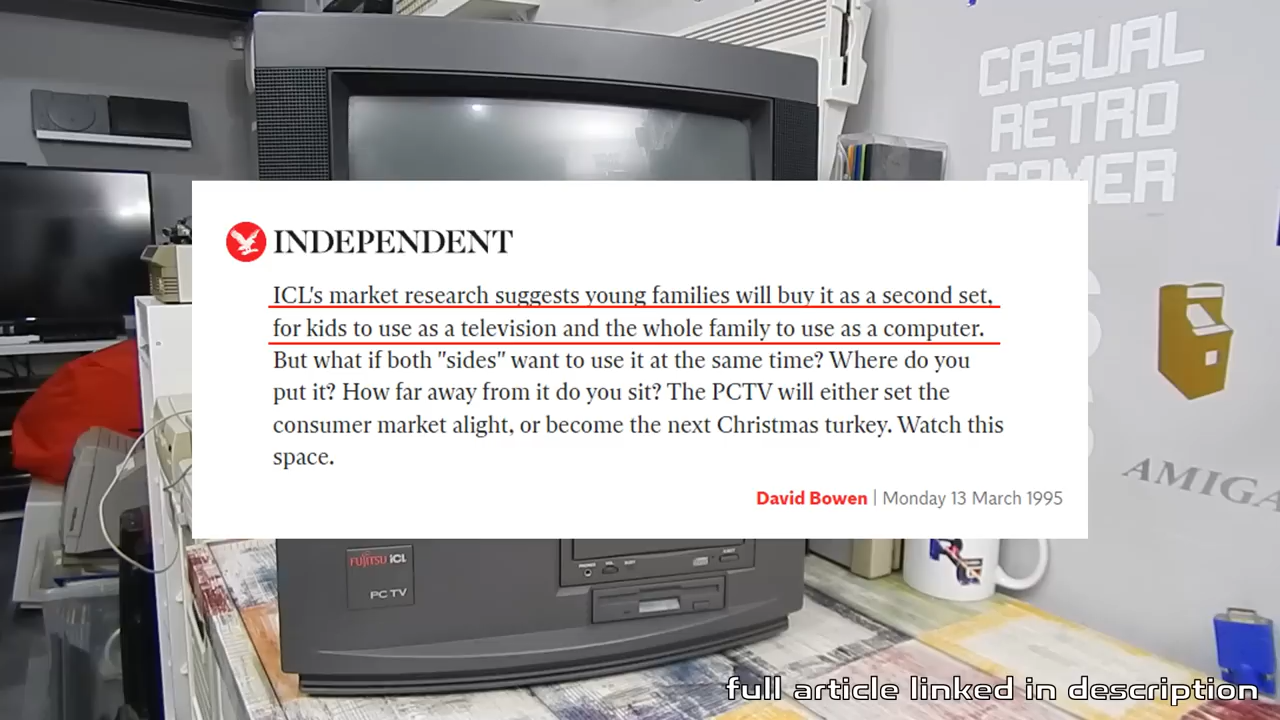 CASUAL
RETRO
GAMER
INDEPENDENT
ICL's market research suggests young families will buy it as a second set,
for kids to use as a television and the whole family to use as a computer.
But what if both "sides" want to use it at the same time? Where do you
put it? How far away from it do you sit? The PCTV will either set the
consumer market alight, or become the next Christmas turkey. Watch this
space.
David Bowen | Monday 13 March 1995
AMIGA
FUJITSU ICL
PC TV
full article linked in description